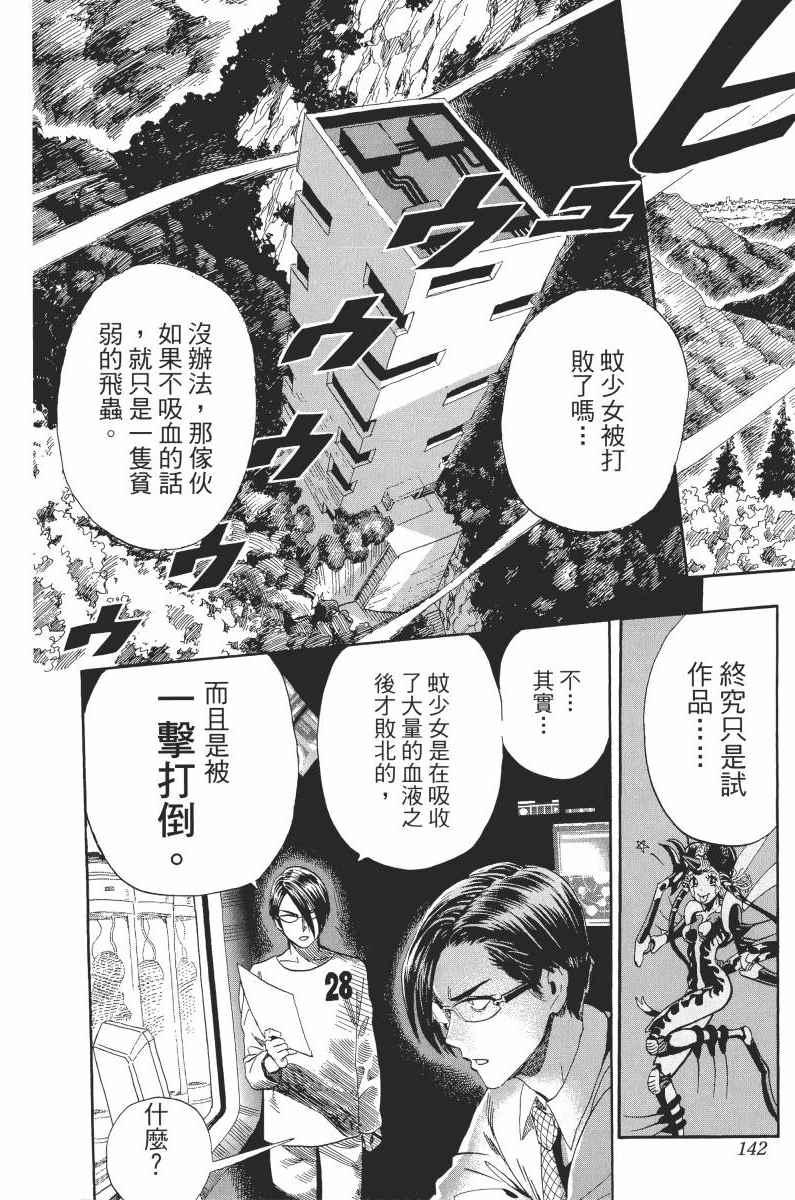 ヒュウウウウウ
蚊少女被打
敗了嗎…
沒辦法，那傢伙
如果不吸血的話
，就只是一隻貧
弱的飛蟲。
終究只是試
作品……
不…
其實…
蚊少女是在吸收
了大量的血液之
後才敗北的，
而且是被
一擊打倒。
28
什麼？
142